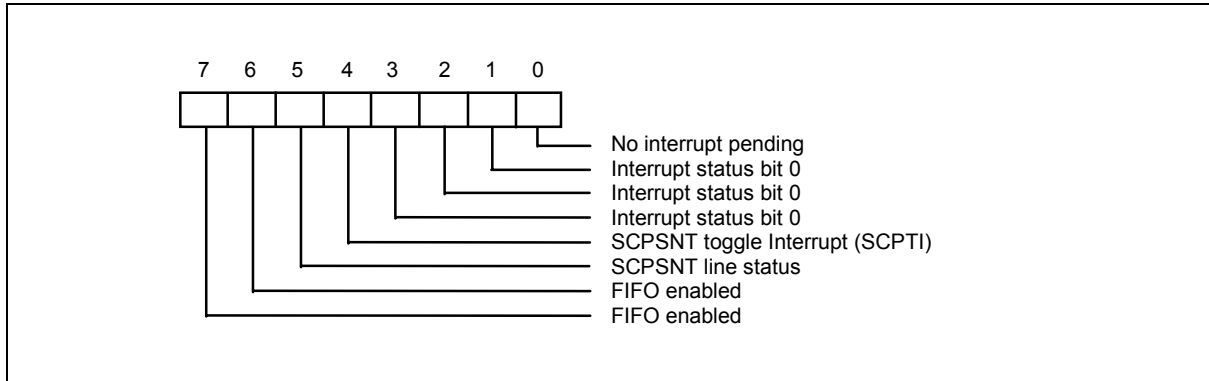 7 6 5 4 3 2 1 0
No interrupt pending
Interrupt status bit 0
Interrupt status bit 0
Interrupt status bit 0
SCPSNT toggle Interrupt (SCPTI)
SCPSNT line status
FIFO enabled
FIFO enabled